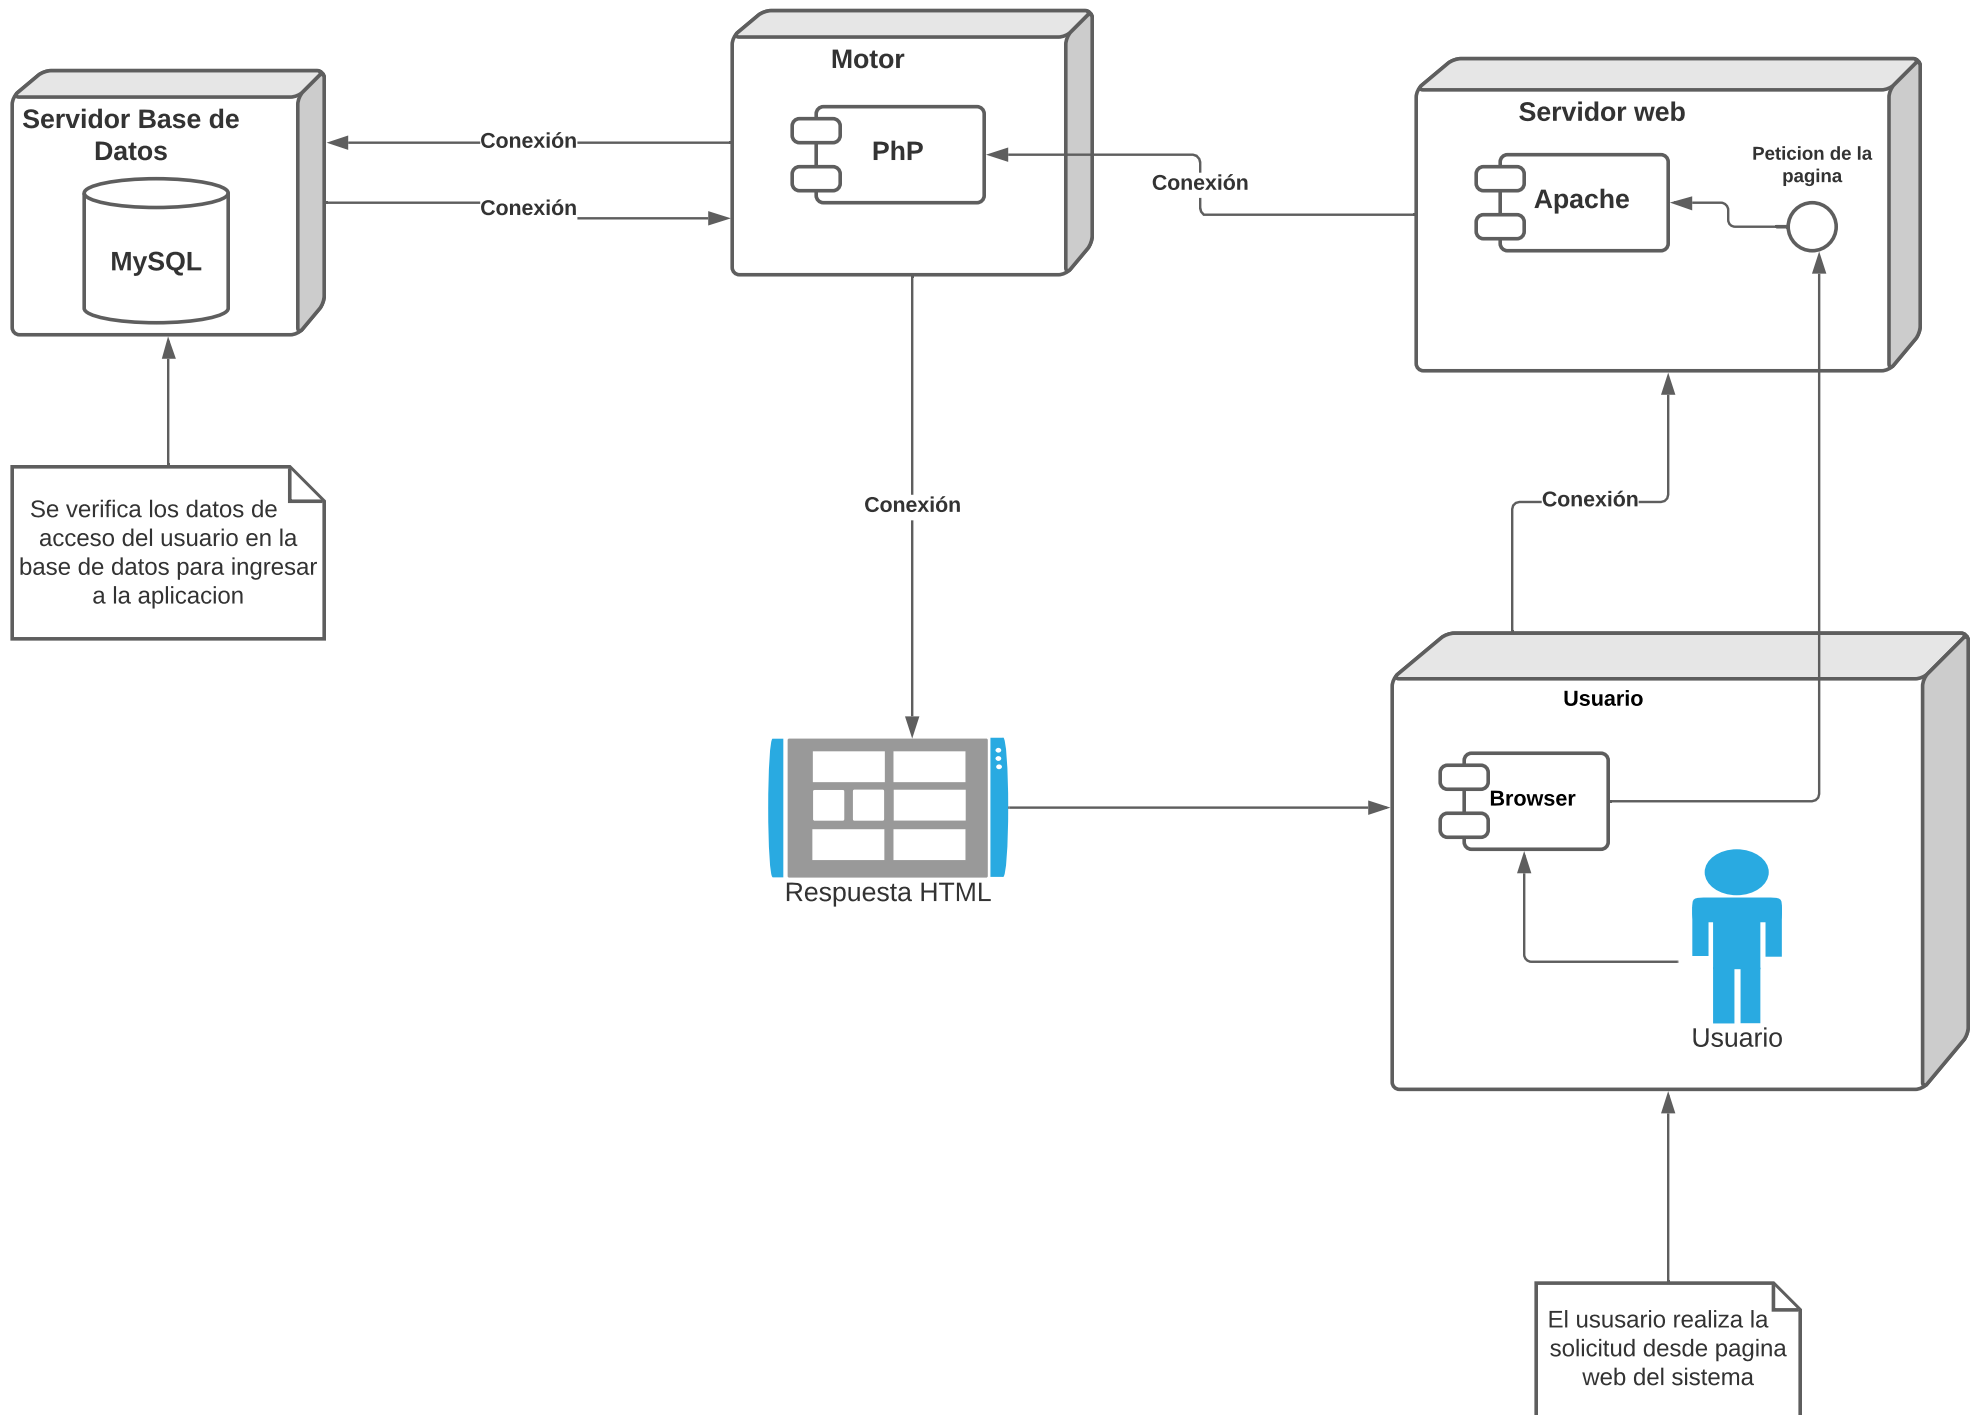 Motor
PhP
Servidor Base de
Datos
MySQL
Conexión
Conexión
Conexión
Servidor web
Apache
Peticion de la
pagina
Se verifica los datos de
acceso del usuario en la
base de datos para ingresar
a la aplicacion
Conexión
Conexión
Respuesta HTML
Usuario
Browser
Usuario
El ususario realiza la
solicitud desde pagina
web del sistema